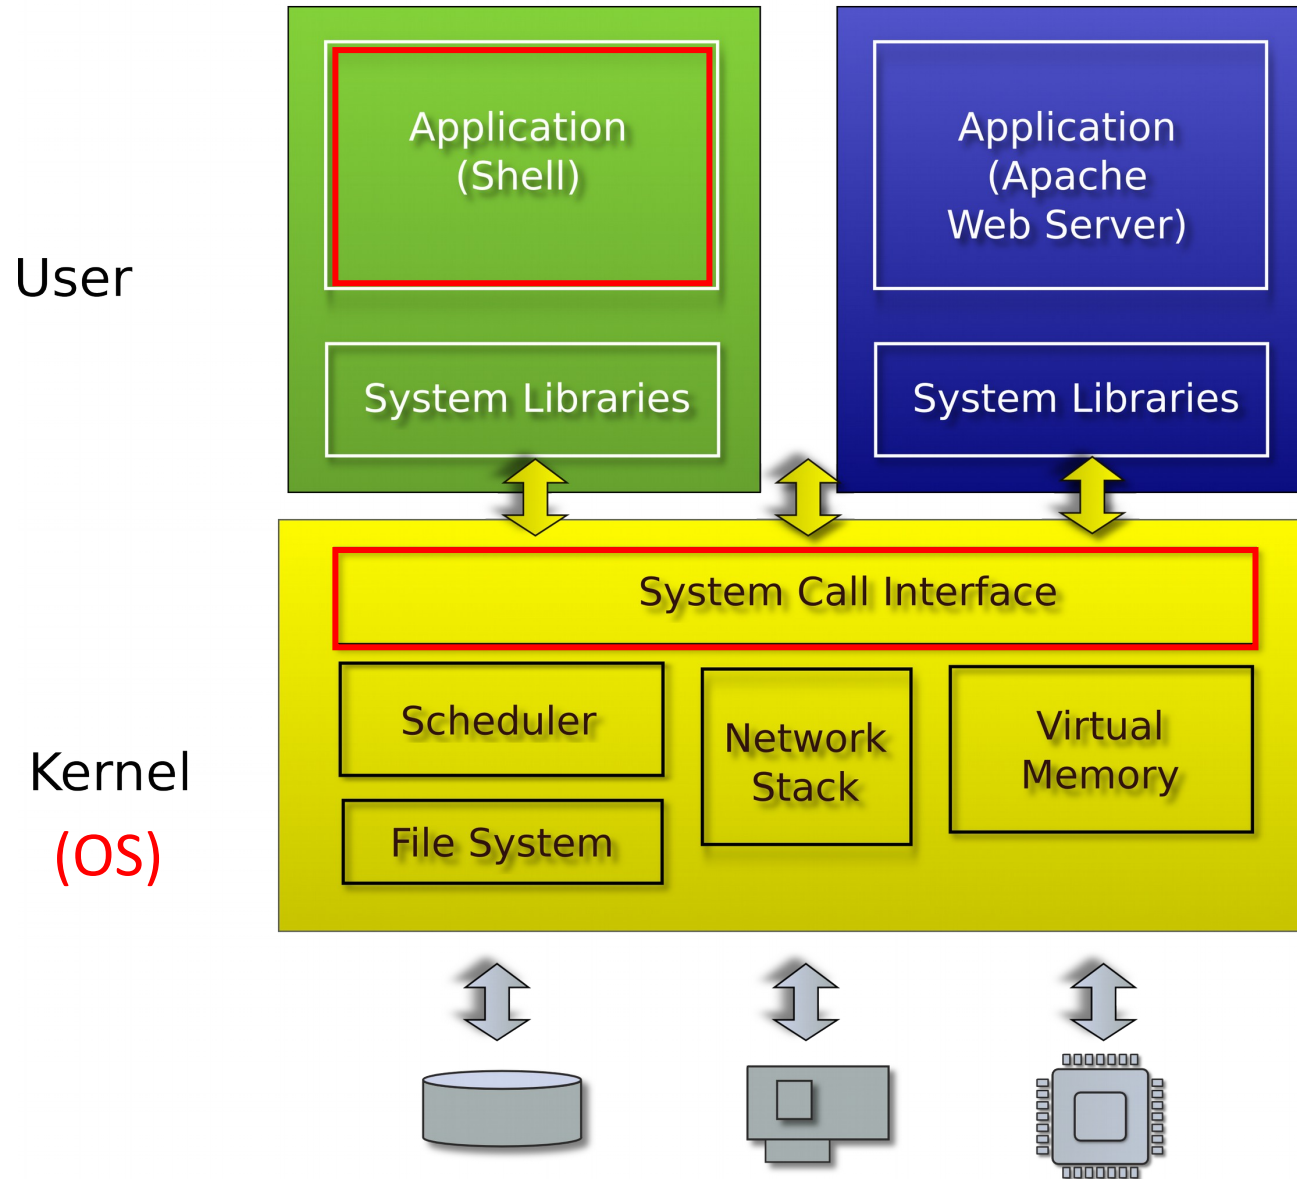 User
Application
(Shell)
System Libraries
Application
(Apache
Web Server)
System Libraries
Kernel
(OS)
System Call Interface
Scheduler
File System
Network
Stack
Virtual
Memory